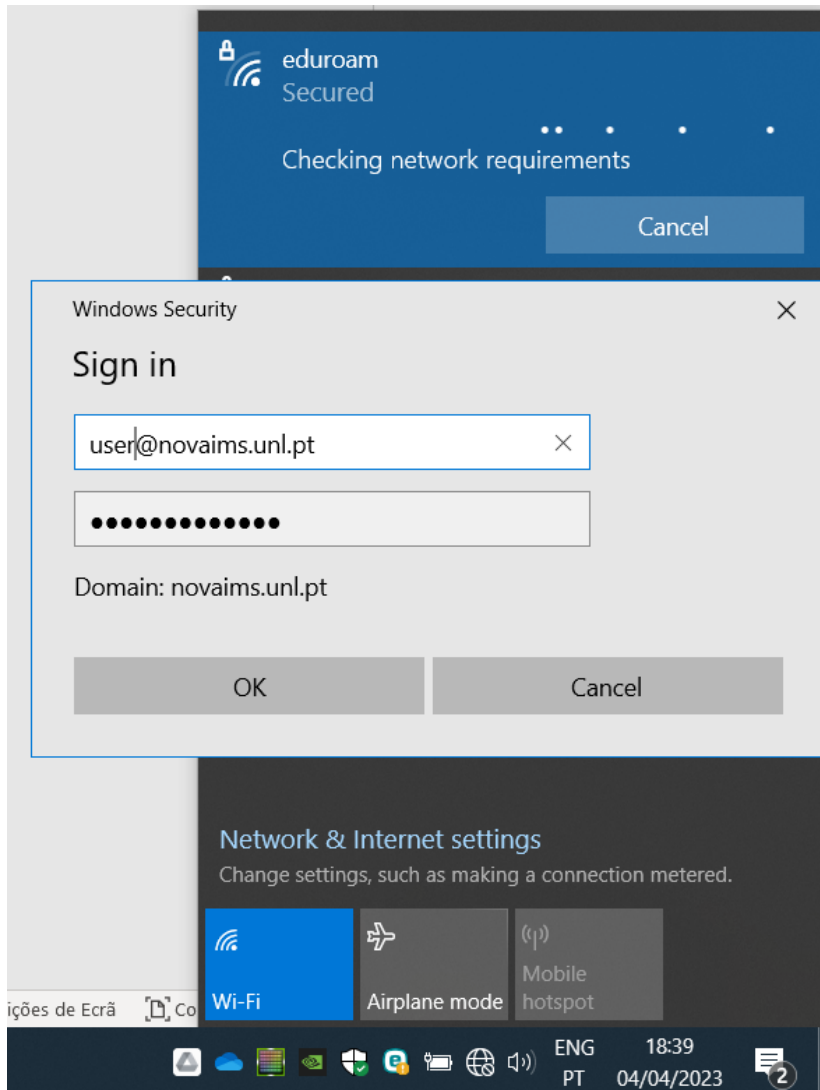 eduroam
Secured
Checking network requirements
Cancel
Windows Security
Sign in
user@novaims.unl.pt
●●●●●●●●●●●●●
Domain: novaims.unl.pt
OK
Cancel
Network & Internet settings
Change settings, such as making a connection metered.
Wi-Fi
Airplane mode
Mobile
hotspot
ições de Ecrã
Co
ENG
PT
18:39
04/04/2023
2